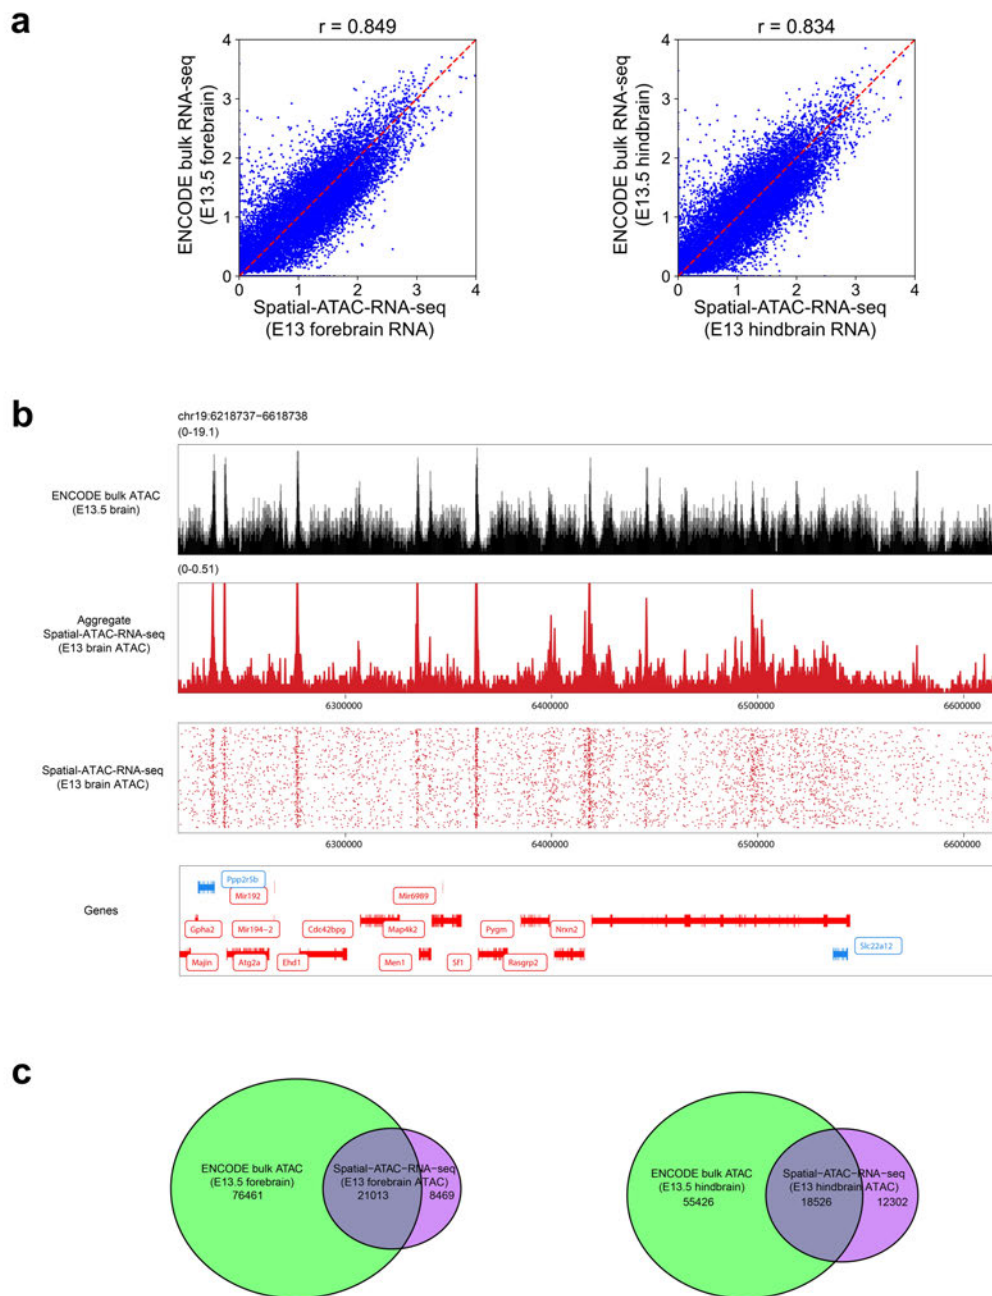 a
r = 0.849
r = 0.834
ENCODE bulk RNA-seq
(E13.5 forebrain)
4
3
2
1
0
0 1 2 3 4
Spatial-ATAC-RNA-seq
(E13 forebrain RNA)
ENCODE bulk RNA-seq
(E13.5 hindbrain)
4
3
2
1
0
0 1 2 3 4
Spatial-ATAC-RNA-seq
(E13 hindbrain RNA)
b
chr19:6218737-6618738
(0-19.1)
ENCODE bulk ATAC
(E13.5 brain)
(0-0.51)
Aggregate
Spatial-ATAC-RNA-seq
(E13 brain ATAC)
6300000 6400000 6500000 6600000
Spatial-ATAC-RNA-seq
(E13 brain ATAC)
6300000 6400000 6500000 6600000
Genes
Ppp2r5b
Mir192 Mir6989
Gpha2 Mir194-2 Cdc42bpg Map4k2 Pygm Nrxn2
Slc22a12
Majin Atg2a Ehd1 Men1 Sf1 Rasgrp2
c
ENCODE bulk ATAC
(E13.5 forebrain)
76461
Spatial-ATAC-RNA-seq
(E13 forebrain ATAC)
21013 8469
ENCODE bulk ATAC
(E13.5 hindbrain)
55426
Spatial-ATAC-RNA-seq
(E13 hindbrain ATAC)
18526 12302